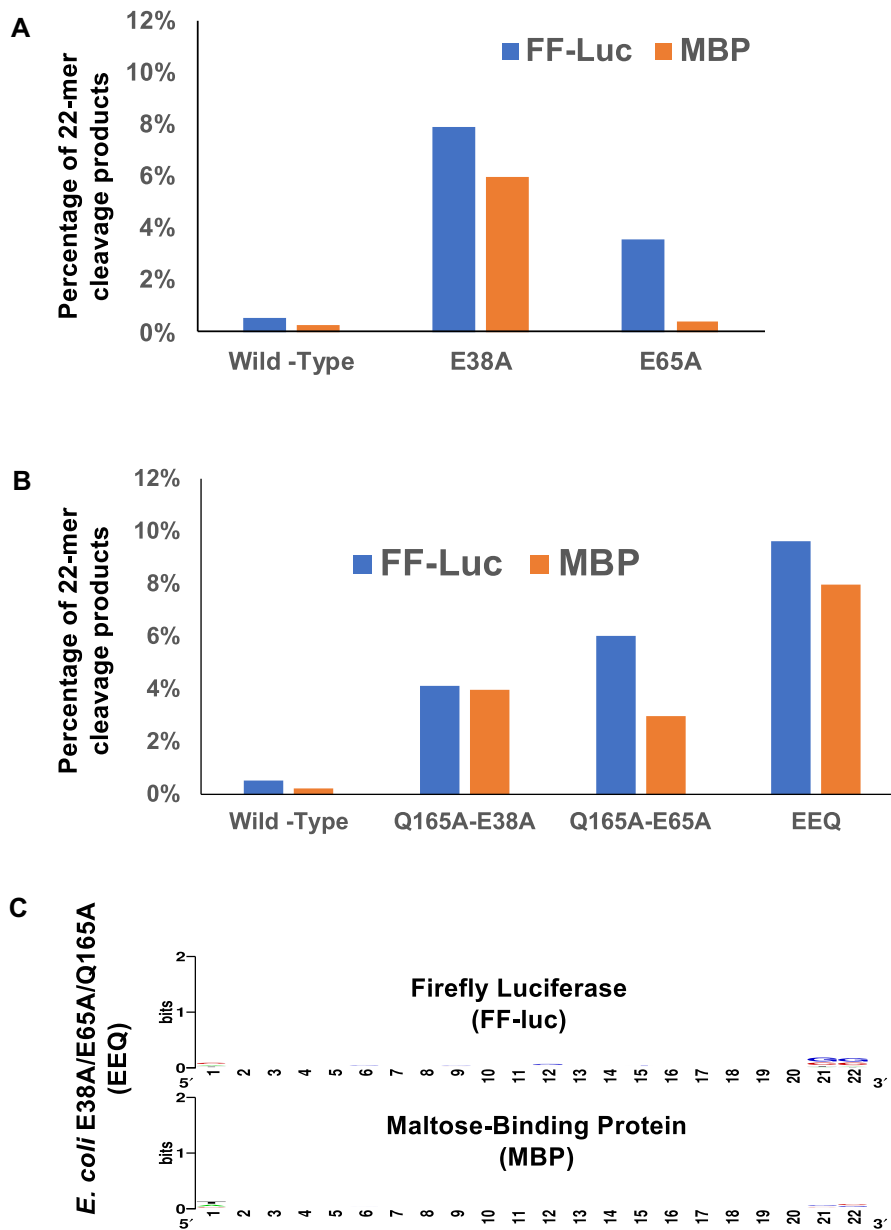 A
Percentage of 22-mer
cleavage products
12%
10%
8%
6%
4%
2%
0%
FF-Luc MBP
Wild -Type E38A E65A
B
Percentage of 22-mer
cleavage products
12%
10%
8%
6%
4%
2%
0%
FF-Luc MBP
Wild -Type Q165A-E38A Q165A-E65A EEQ
C
E. coli E38A/E65A/Q165A
(EEQ)
2
bits
1
0
Firefly Luciferase
(FF-luc)
5´ 1 2 3 4 5 6 7 8 9 10 11 12 13 14 15 16 17 18 19 20 21 22 3´
2
bits
1
0
Maltose-Binding Protein
(MBP)
5´ 1 2 3 4 5 6 7 8 9 10 11 12 13 14 15 16 17 18 19 20 21 22 3´